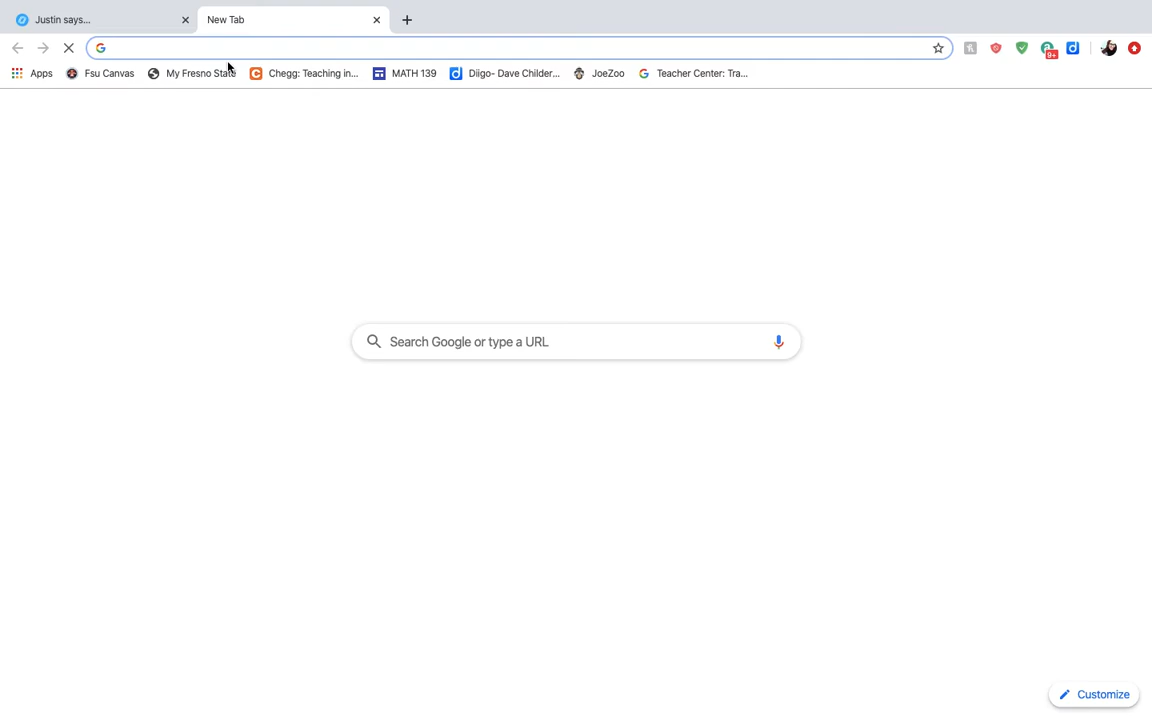 Justin says...
New Tab
Apps Fsu Canvas My Fresno State Chegg: Teaching in... MATH 139 Diigo- Dave Childer... JoeZoo Teacher Center: Tra...
9+
Search Google or type a URL
Customize